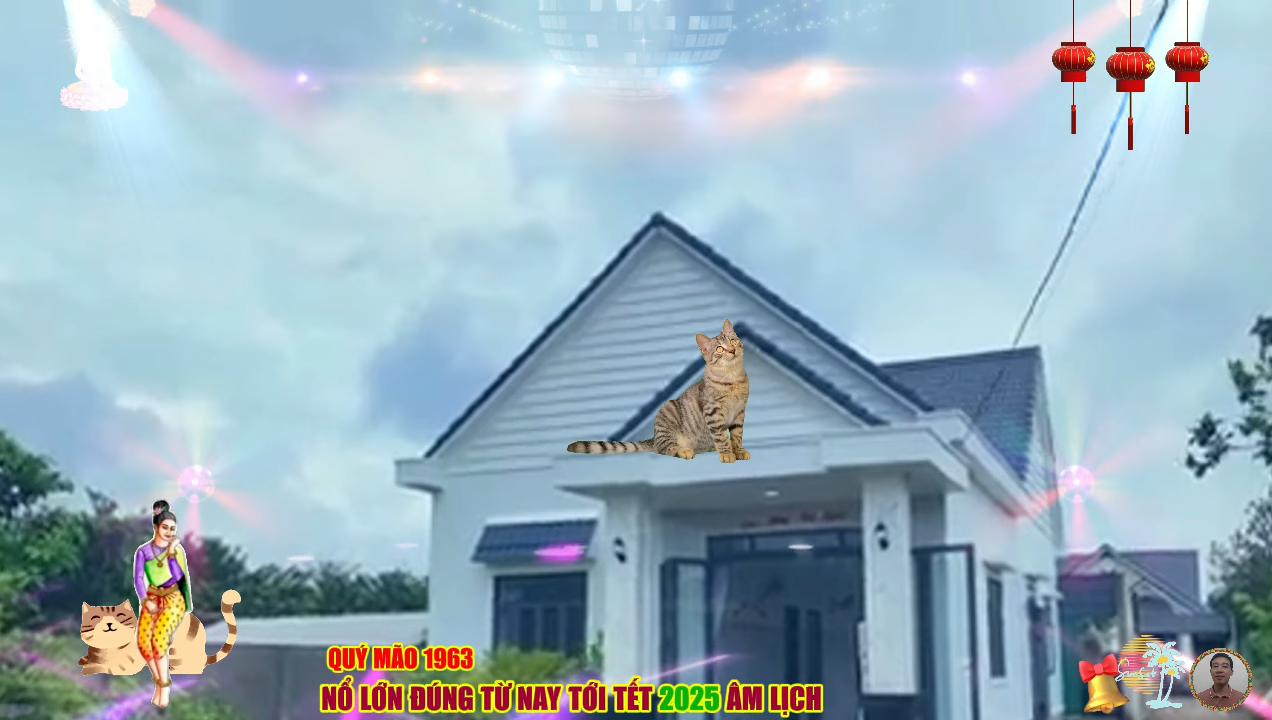 QUÝ MÃO 1963
NỔ LỚN ĐÚNG TỪ NAY TỚI TẾT 2025 ÂM LỊCH